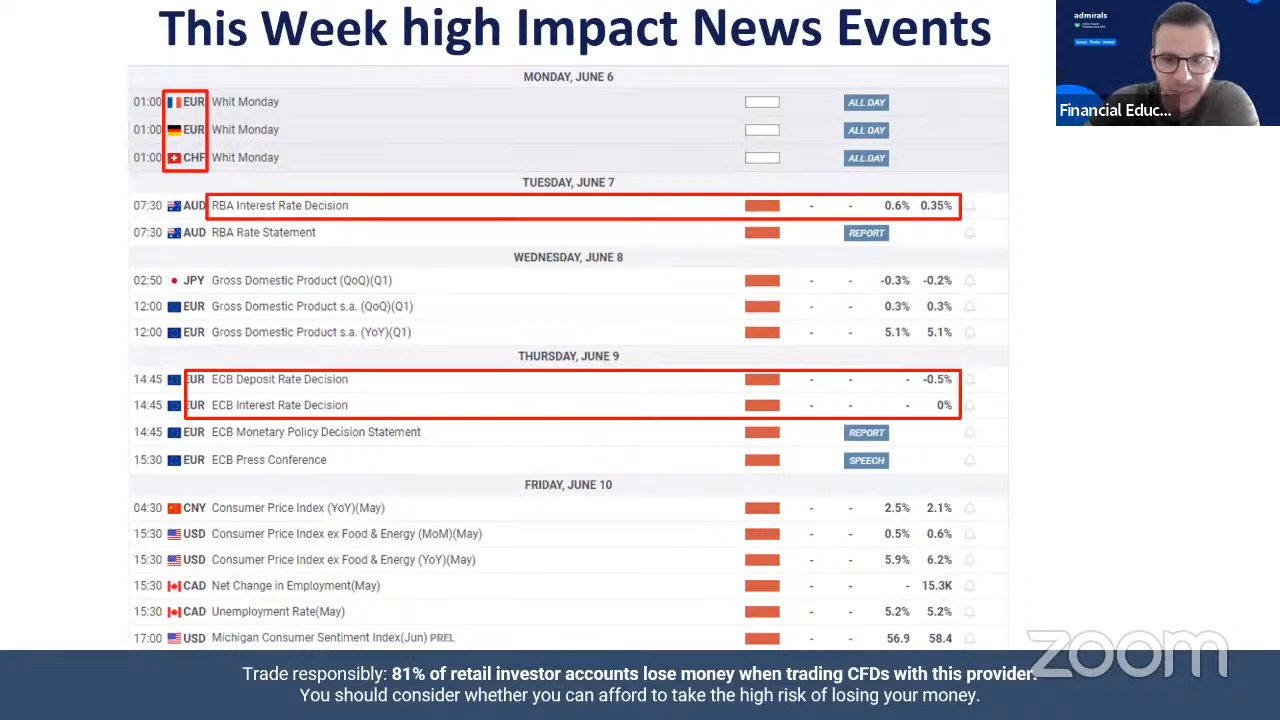 This Week high Impact News Events
admirals
Financial Educ...
MONDAY, JUNE 6
01:00 EUR Whit Monday ALL DAY
01:00 EUR Whit Monday ALL DAY
01:00 CHF Whit Monday ALL DAY
TUESDAY, JUNE 7
07:30 AUD RBA Interest Rate Decision - - 0.6% 0.35%
07:30 AUD RBA Rate Statement REPORT
WEDNESDAY, JUNE 8
02:50 JPY Gross Domestic Product (QoQ)(Q1) - - -0.3% -0.2%
12:00 EUR Gross Domestic Product s.a. (QoQ)(Q1) - - 0.3% 0.3%
12:00 EUR Gross Domestic Product s.a. (YoY)(Q1) - - 5.1% 5.1%
THURSDAY, JUNE 9
14:45 EUR ECB Deposit Rate Decision - - - -0.5%
14:45 EUR ECB Interest Rate Decision - - - 0%
14:45 EUR ECB Monetary Policy Decision Statement REPORT
15:30 EUR ECB Press Conference SPEECH
FRIDAY, JUNE 10
04:30 CNY Consumer Price Index (YoY)(May) - - 2.5% 2.1%
15:30 USD Consumer Price Index ex Food & Energy (MoM)(May) - - 0.5% 0.6%
15:30 USD Consumer Price Index ex Food & Energy (YoY)(May) - - 5.9% 6.2%
15:30 CAD Net Change in Employment(May) - - - 15.3K
15:30 CAD Unemployment Rate(May) - - 5.2% 5.2%
17:00 USD Michigan Consumer Sentiment Index(Jun) PREL - - 56.9 58.4
zoom
Trade responsibly: 81% of retail investor accounts lose money when trading CFDs with this provider.
You should consider whether you can afford to take the high risk of losing your money.